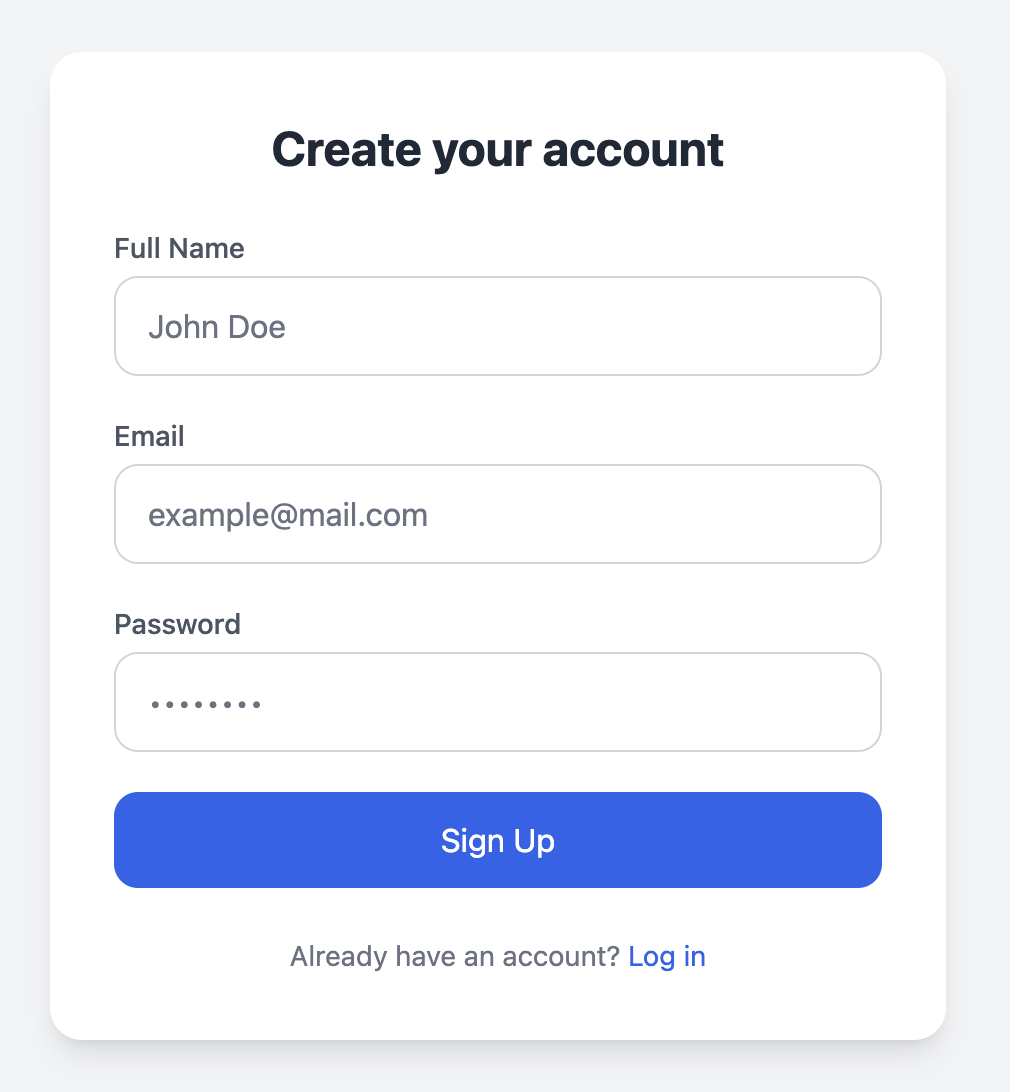 Create your account
Full Name
John Doe
Email
example@mail.com
Password
••••••••
Sign Up
Already have an account? Log in